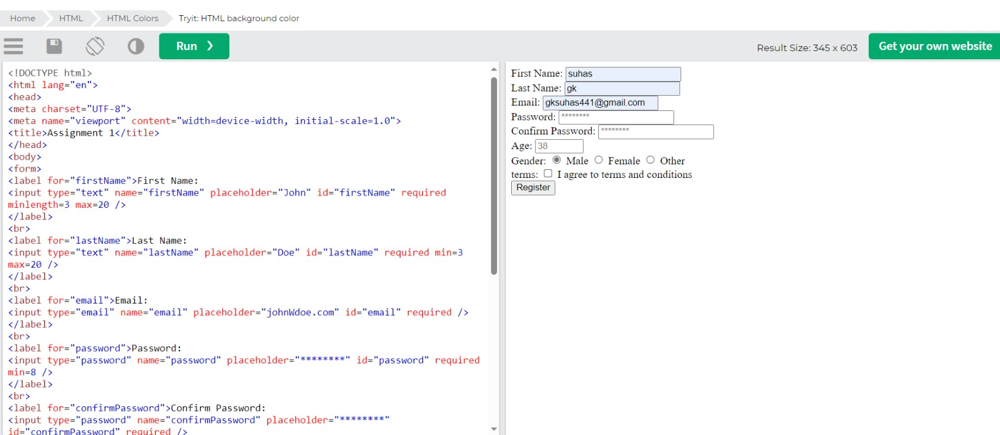 Home HTML HTML Colors Tryit: HTML background color
Run ❯ Result Size: 345 x 603 Get your own website
<!DOCTYPE html>
<html lang="en">
<head>
<meta charset="UTF-8">
<meta name="viewport" content="width=device-width, initial-scale=1.0">
<title>Assignment 1</title>
</head>
<body>
<form>
<label for="firstName">First Name:
<input type="text" name="firstName" placeholder="John" id="firstName" required
minlength=3 max=20 />
</label>
<br>
<label for="lastName">Last Name:
<input type="text" name="lastName" placeholder="Doe" id="lastName" required min=3
max=20 />
</label>
<br>
<label for="email">Email:
<input type="email" name="email" placeholder="johnWdoe.com" id="email" required />
</label>
<br>
<label for="password">Password:
<input type="password" name="password" placeholder="********" id="password" required
min=8 />
</label>
<br>
<label for="confirmPassword">Confirm Password:
<input type="password" name="confirmPassword" placeholder="********"
id="confirmPassword" required />
First Name: suhas
Last Name: gk
Email: gksuhas441@gmail.com
Password: ********
Confirm Password: ********
Age: 38
Gender: Male Female Other
terms: I agree to terms and conditions
Register